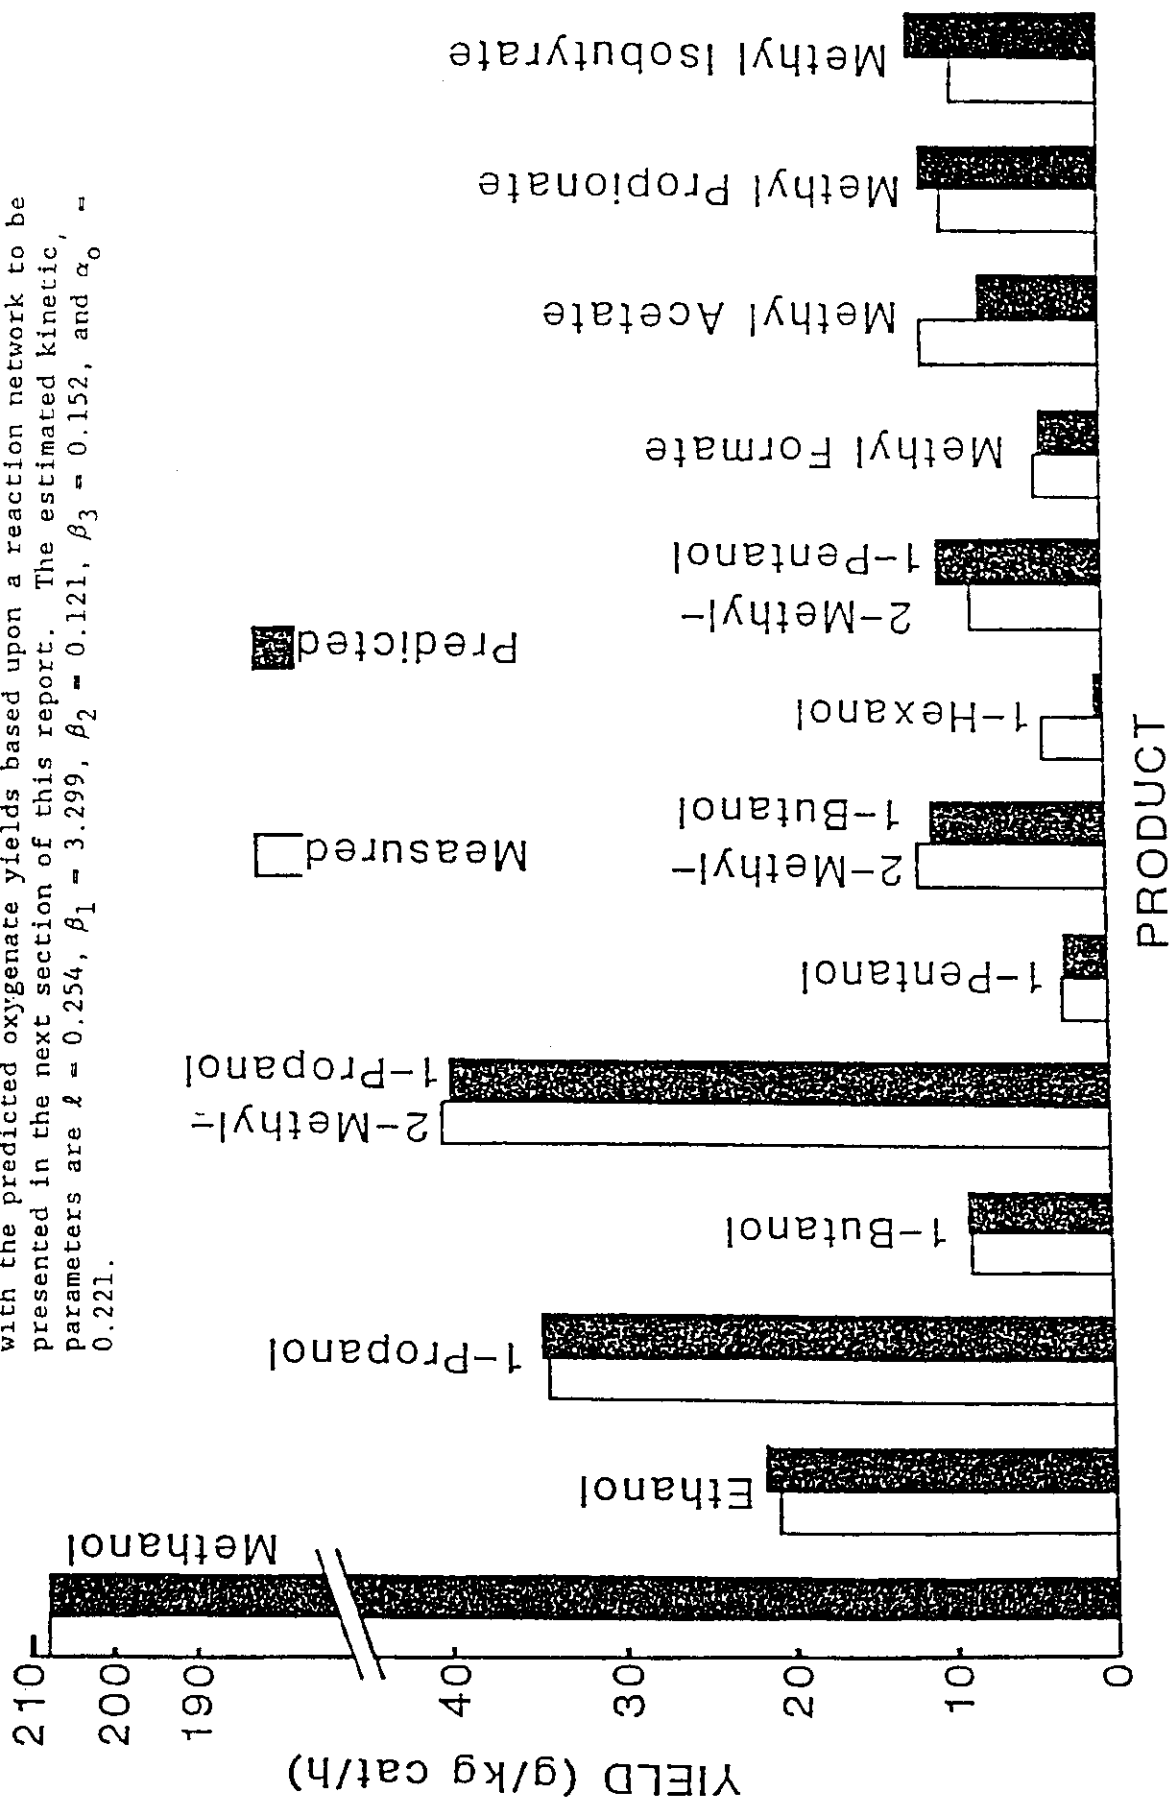 with the predicted oxygenate yields based upon a reaction network to be
presented in the next section of this report. The estimated kinetic,
parameters are ℓ = 0.254, β1 = 3.299, β2 = 0.121, β3 = 0.152, and αo =
0.221.
YIELD (g/kg cat/h)
210
200
190
40
30
20
10
0
Methanol
Ethanol
1-Propanol
1-Butanol
2-Methyl-
1-Propanol
1-Pentanol
2-Methyl-
1-Butanol
1-Hexanol
2-Methyl-
1-Pentanol
Methyl Formate
Methyl Acetate
Methyl Propionate
Methyl Isobutyrate
Measured
Predicted
PRODUCT